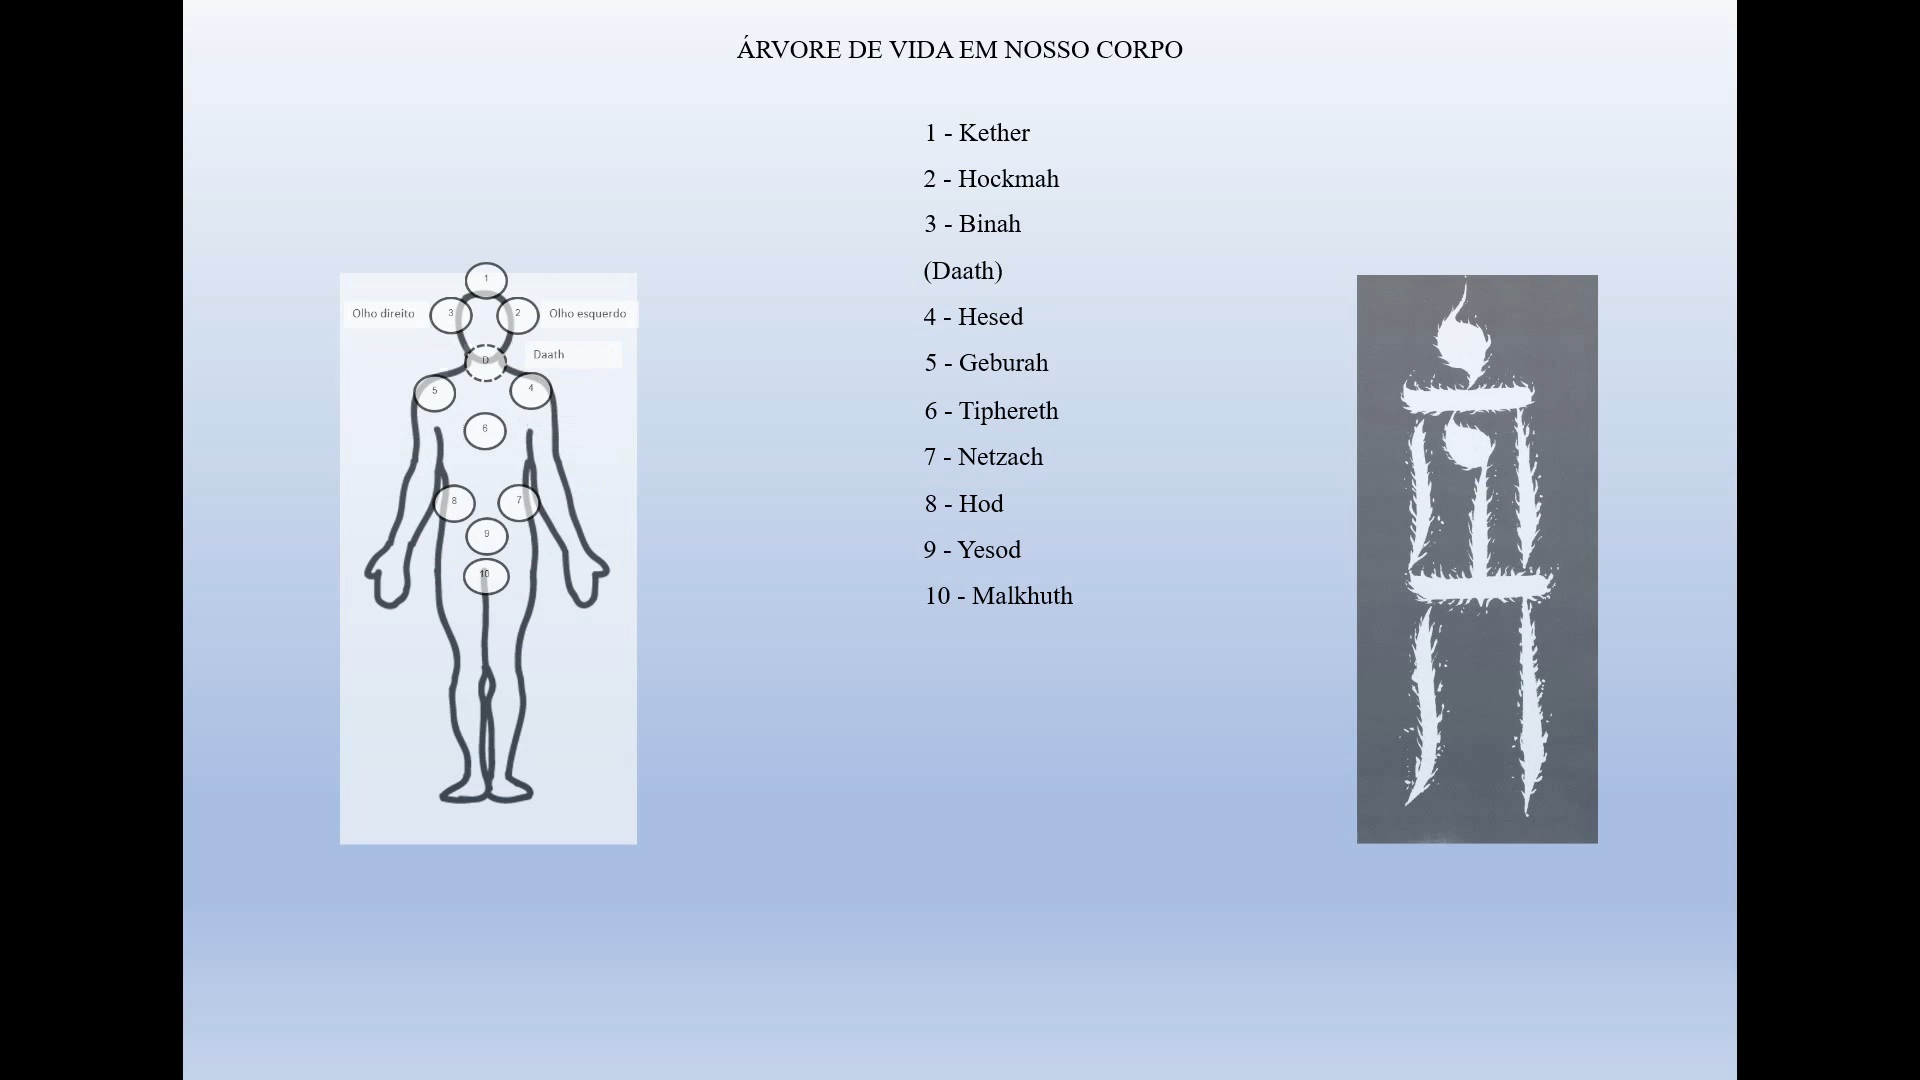 ÁRVORE DE VIDA EM NOSSO CORPO
1 - Kether
2 - Hockmah
3 - Binah
(Daath)
4 - Hesed
5 - Geburah
6 - Tiphereth
7 - Netzach
8 - Hod
9 - Yesod
10 - Malkhuth
1
Olho direito 3 2 Olho esquerdo
D Daath
5 4
6
8 7
9
10